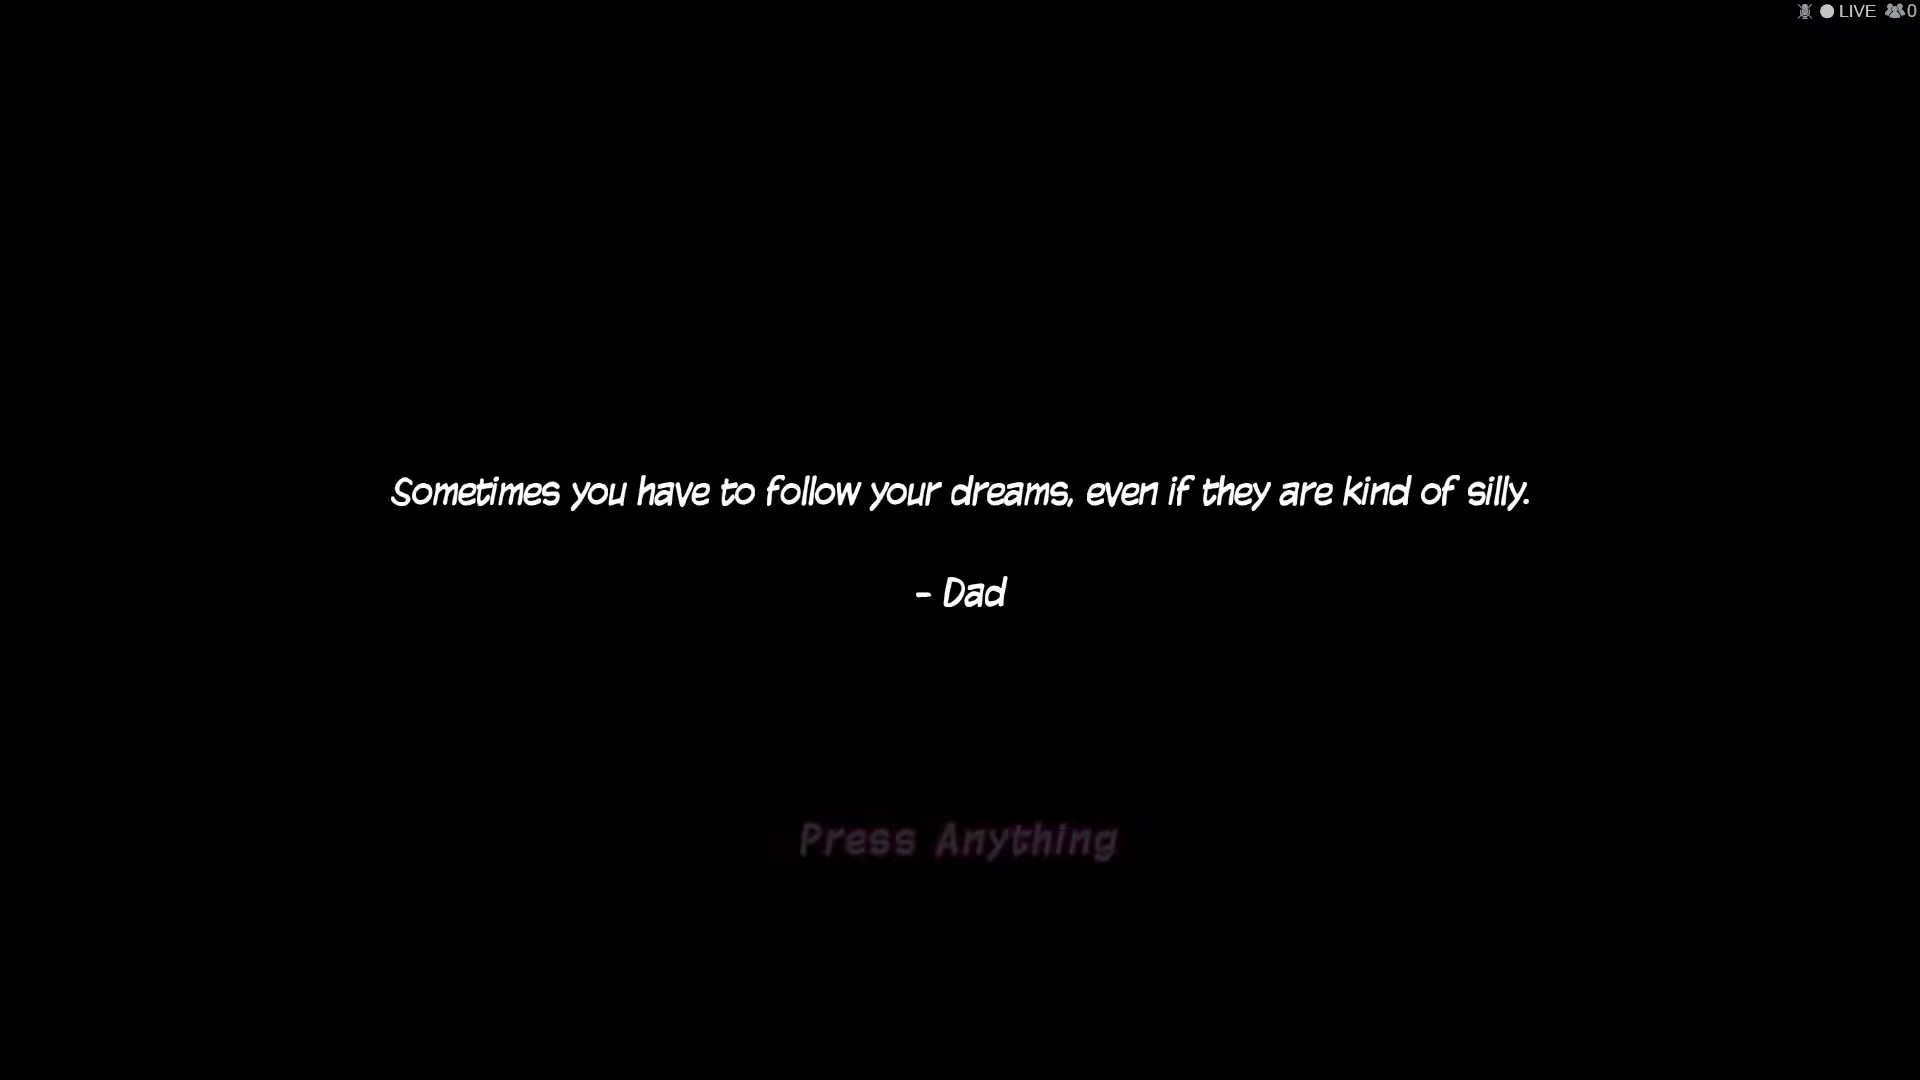 LIVE 0
Sometimes you have to follow your dreams, even if they are kind of silly.
- Dad
Press Anything